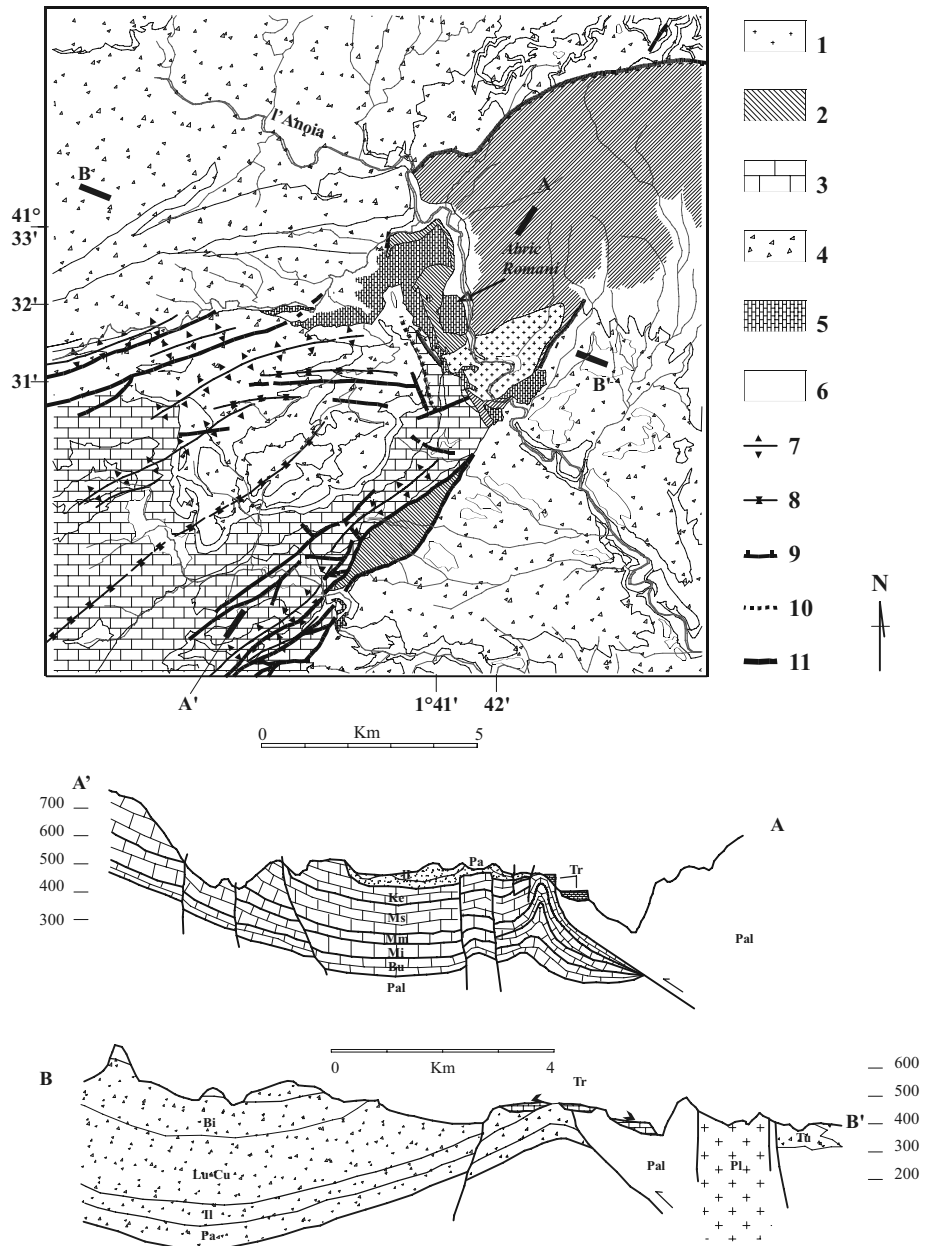 l'Anoia
B
A
41°
33'
Abric
Romaní
32'
31'
B'
A'
1°41'
42'
N
1
2
3
4
5
6
7
8
9
10
11
0 Km 5
A'
A
700
600
500
400
300
Pa
Tr
Ke
Ms
Mm
Mi
Bu
Pal
Pal
0 Km 4
B
Tr
600
500
400
300
200
B'
Bi
Tu
Lu-Cu
Pal
Pl
Il
Pa